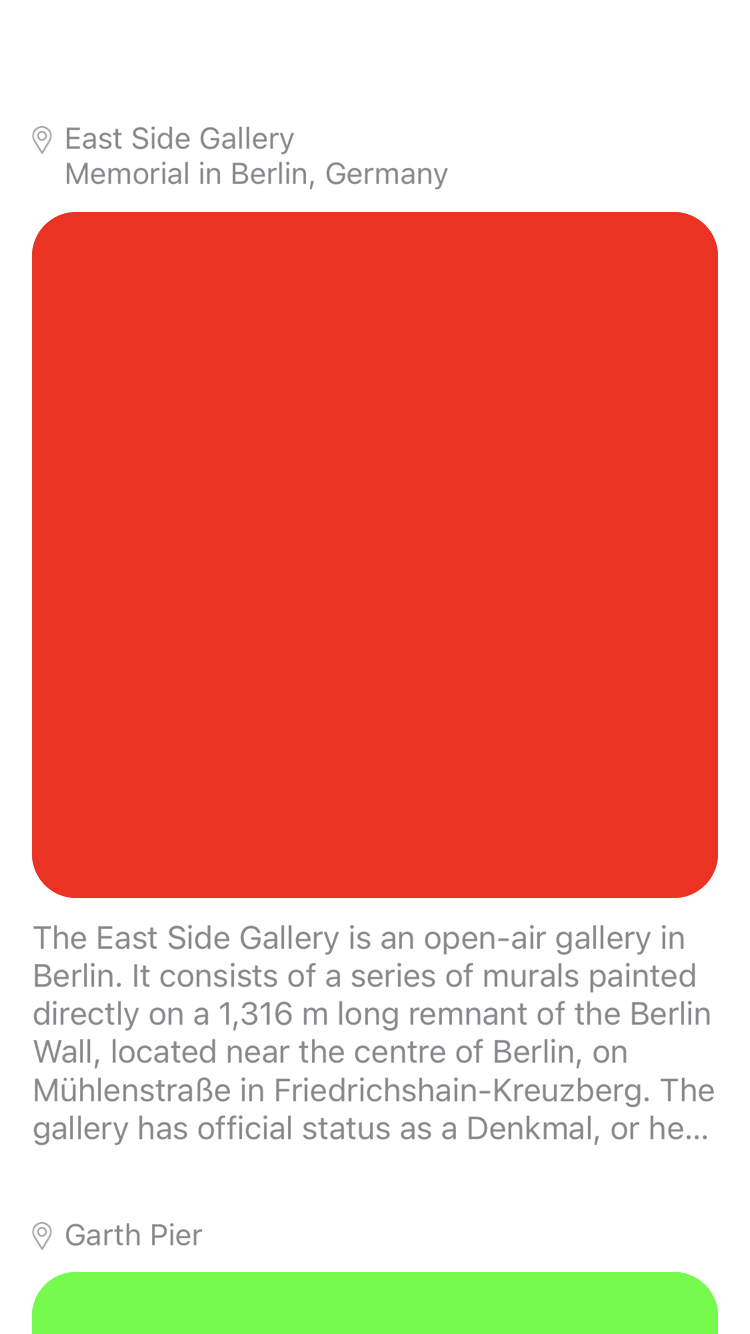 East Side Gallery
Memorial in Berlin, Germany
The East Side Gallery is an open-air gallery in
Berlin. It consists of a series of murals painted
directly on a 1,316 m long remnant of the Berlin
Wall, located near the centre of Berlin, on
Mühlenstraße in Friedrichshain-Kreuzberg. The
gallery has official status as a Denkmal, or he...
Garth Pier